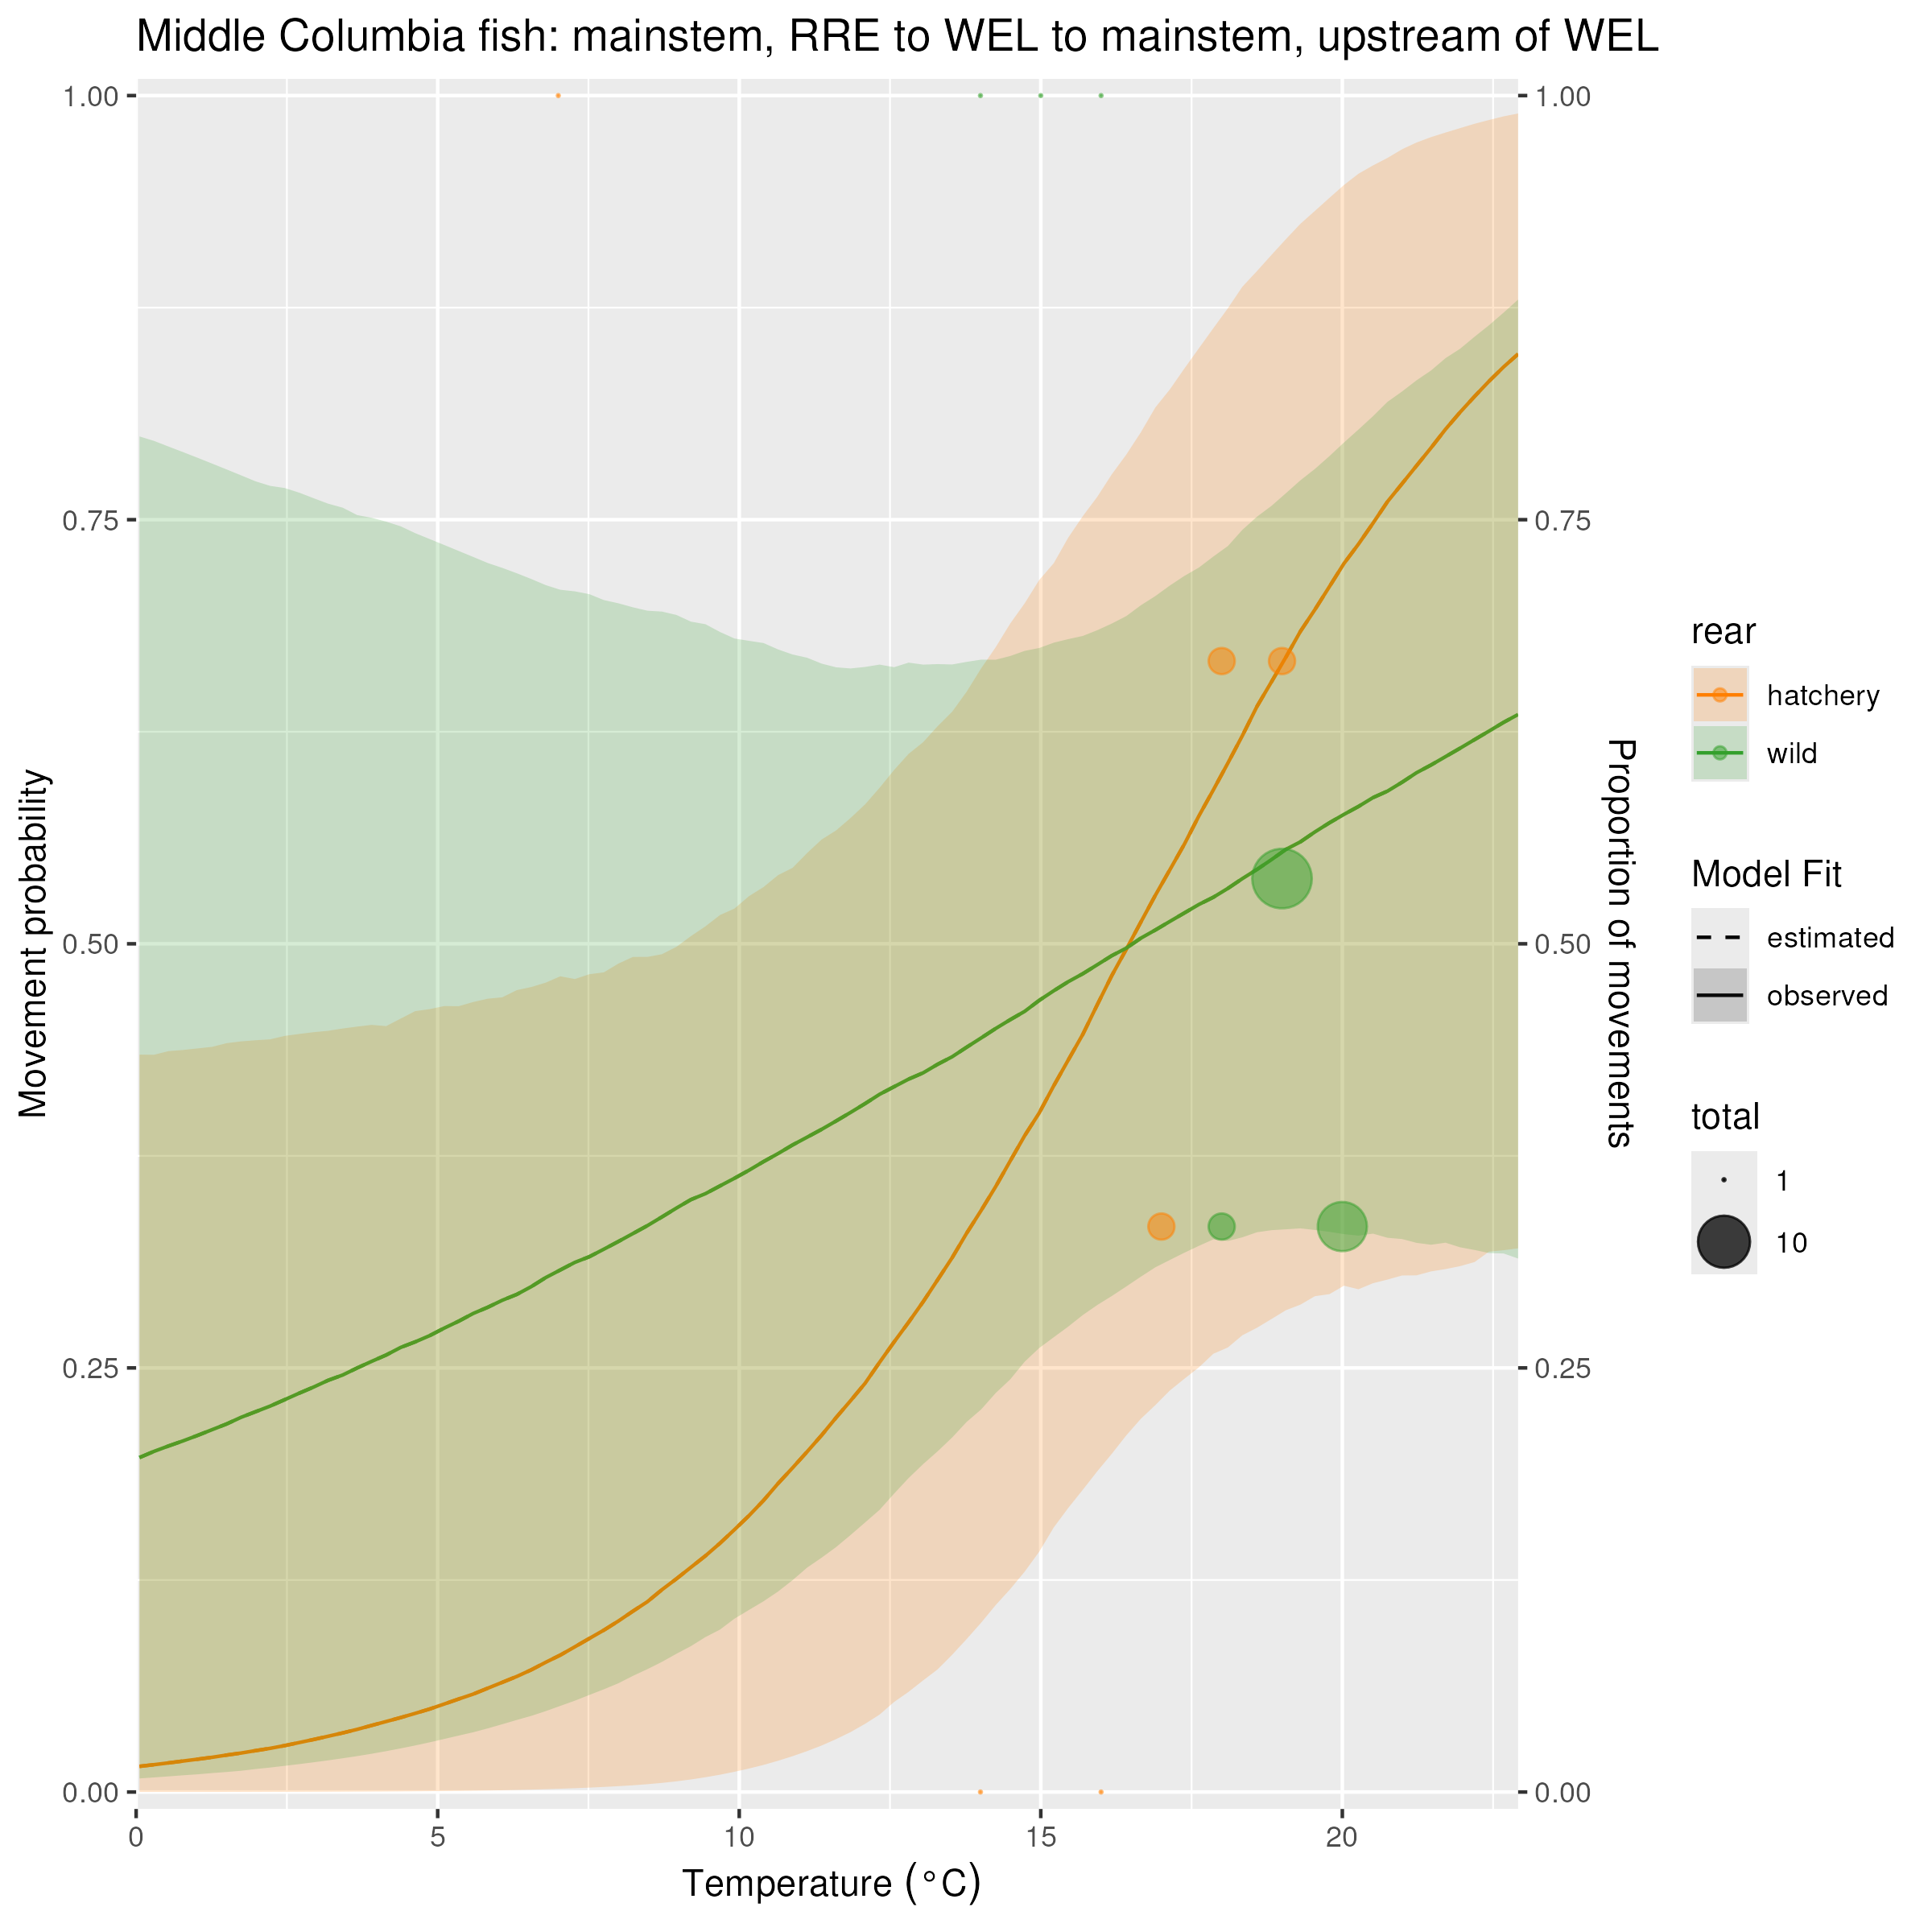 Middle Columbia fish: mainstem, RRE to WEL to mainstem, upstream of WEL
Movement probability
1.00
0.75
0.50
0.25
0.00
0
5
10
15
20
Temperature (°C)
1.00
0.75
0.50
0.25
0.00
Proportion of movements
rear
hatchery
wild
Model Fit
estimated
observed
total
1
10